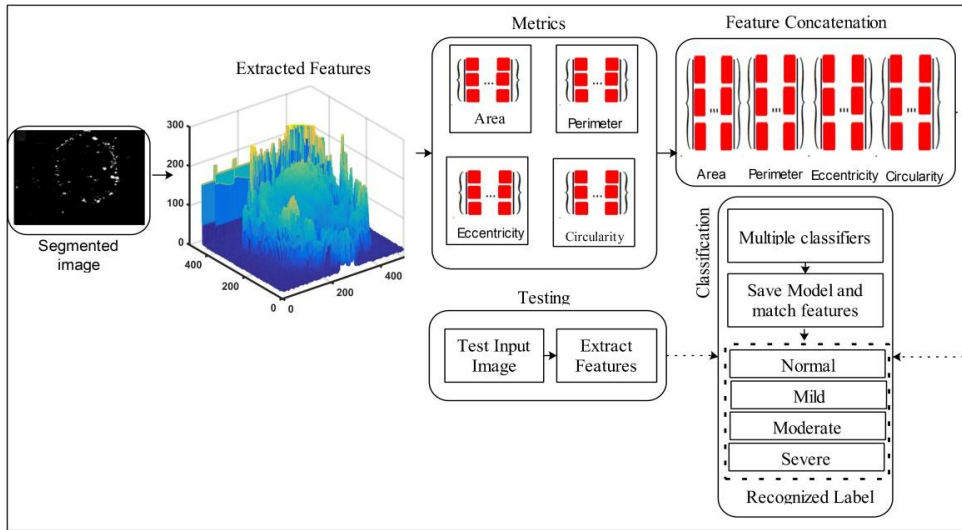 Metrics
Feature Concatenation
Extracted Features
300
200
100
0
400
200
0
0
200
400
Segmented
image
Area
Perimeter
Eccentricity
Circularity
Area
Perimeter
Eccentricity
Circularity
Classification
Multiple classifiers
Save Model and
match features
Normal
Mild
Moderate
Severe
Recognized Label
Testing
Test Input
Image
Extract
Features